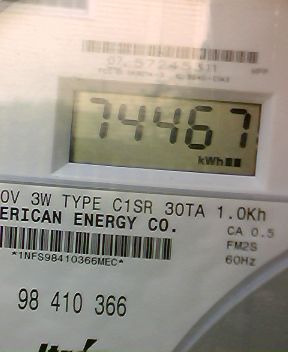 74467
kWh
0V 3W TYPE C1SR 30TA 1.0Kh
ERICAN ENERGY CO. CA 0.5
FM2S
*1NFS98410366MEC* 60Hz
98 410 366